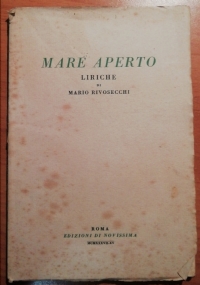 MARE APERTO
LIRICHE
DI
MARIO RIVOSECCHI
ROMA
EDIZIONI DI NOVISSIMA